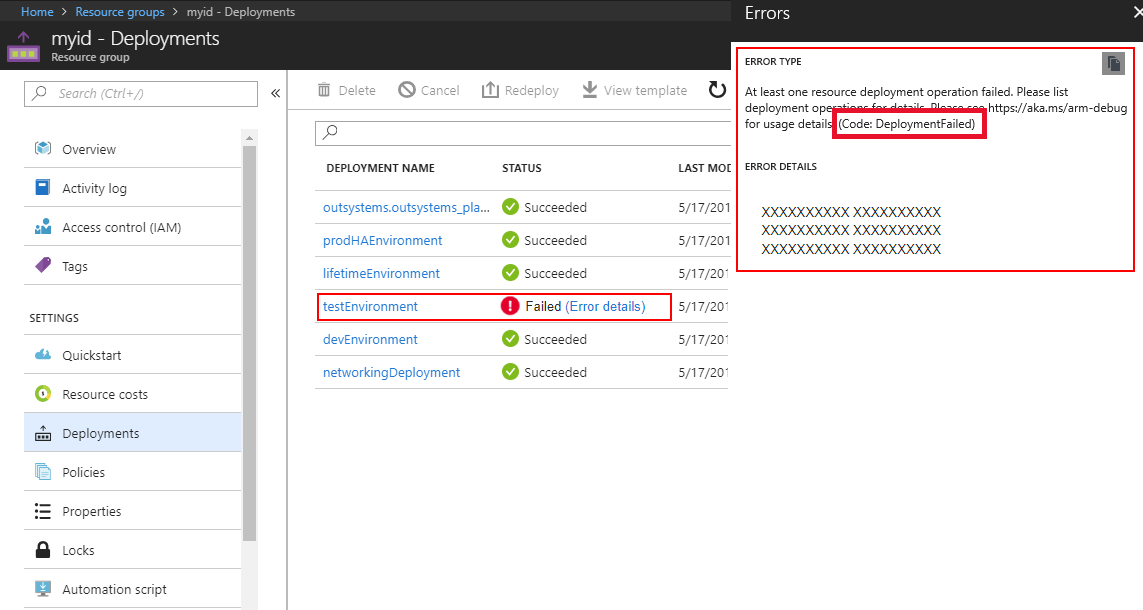 Home > Resource groups > myid - Deployments
myid - Deployments
Resource group
Search (Ctrl+/)
«
Overview
Activity log
Access control (IAM)
Tags
SETTINGS
Quickstart
Resource costs
Deployments
Policies
Properties
Locks
Automation script
Delete
Cancel
Redeploy
View template
DEPLOYMENT NAME STATUS LAST MOD
outsystems.outsystems_pla... Succeeded 5/17/201
prodHAEnvironment Succeeded 5/17/201
lifetimeEnvironment Succeeded 5/17/201
testEnvironment Failed (Error details) 5/17/201
devEnvironment Succeeded 5/17/201
networkingDeployment Succeeded 5/17/201
Errors
ERROR TYPE
At least one resource deployment operation failed. Please list
deployment operations for details. Please see https://aka.ms/arm-debug
for usage details (Code: DeploymentFailed)
ERROR DETAILS
XXXXXXXXXX XXXXXXXXXX
XXXXXXXXXX XXXXXXXXXX
XXXXXXXXXX XXXXXXXXXX